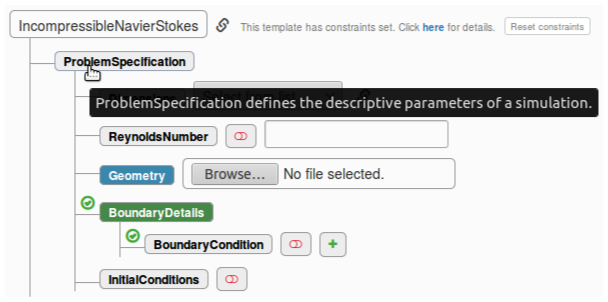 IncompressibleNavierStokes This template has constraints set. Click here for details. Reset constraints
ProblemSpecification
ProblemSpecification defines the descriptive parameters of a simulation.
ReynoldsNumber
Geometry Browse... No file selected.
BoundaryDetails
BoundaryCondition
InitialConditions